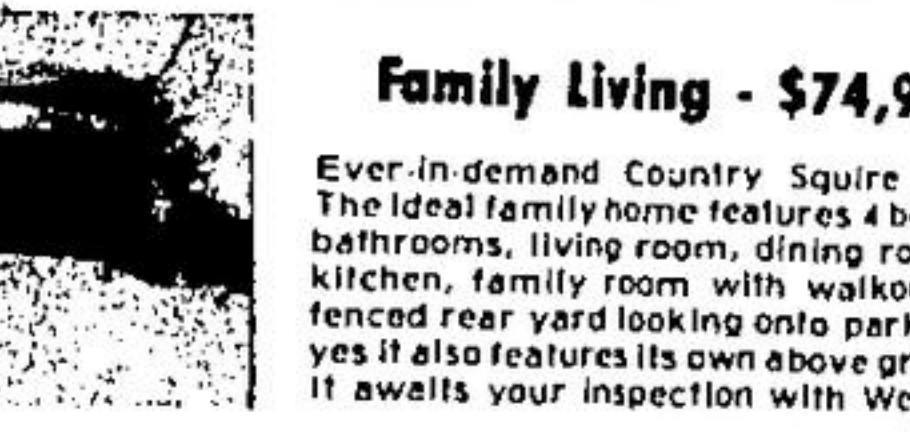 Family Living - $74,9
Ever-in-demand Country Squire
The ideal family home features 4 b
bathrooms, living room, dining ro
kitchen, family room with walko
fenced rear yard looking onto par
yes it also features its own above gr
It awaits your inspection with We